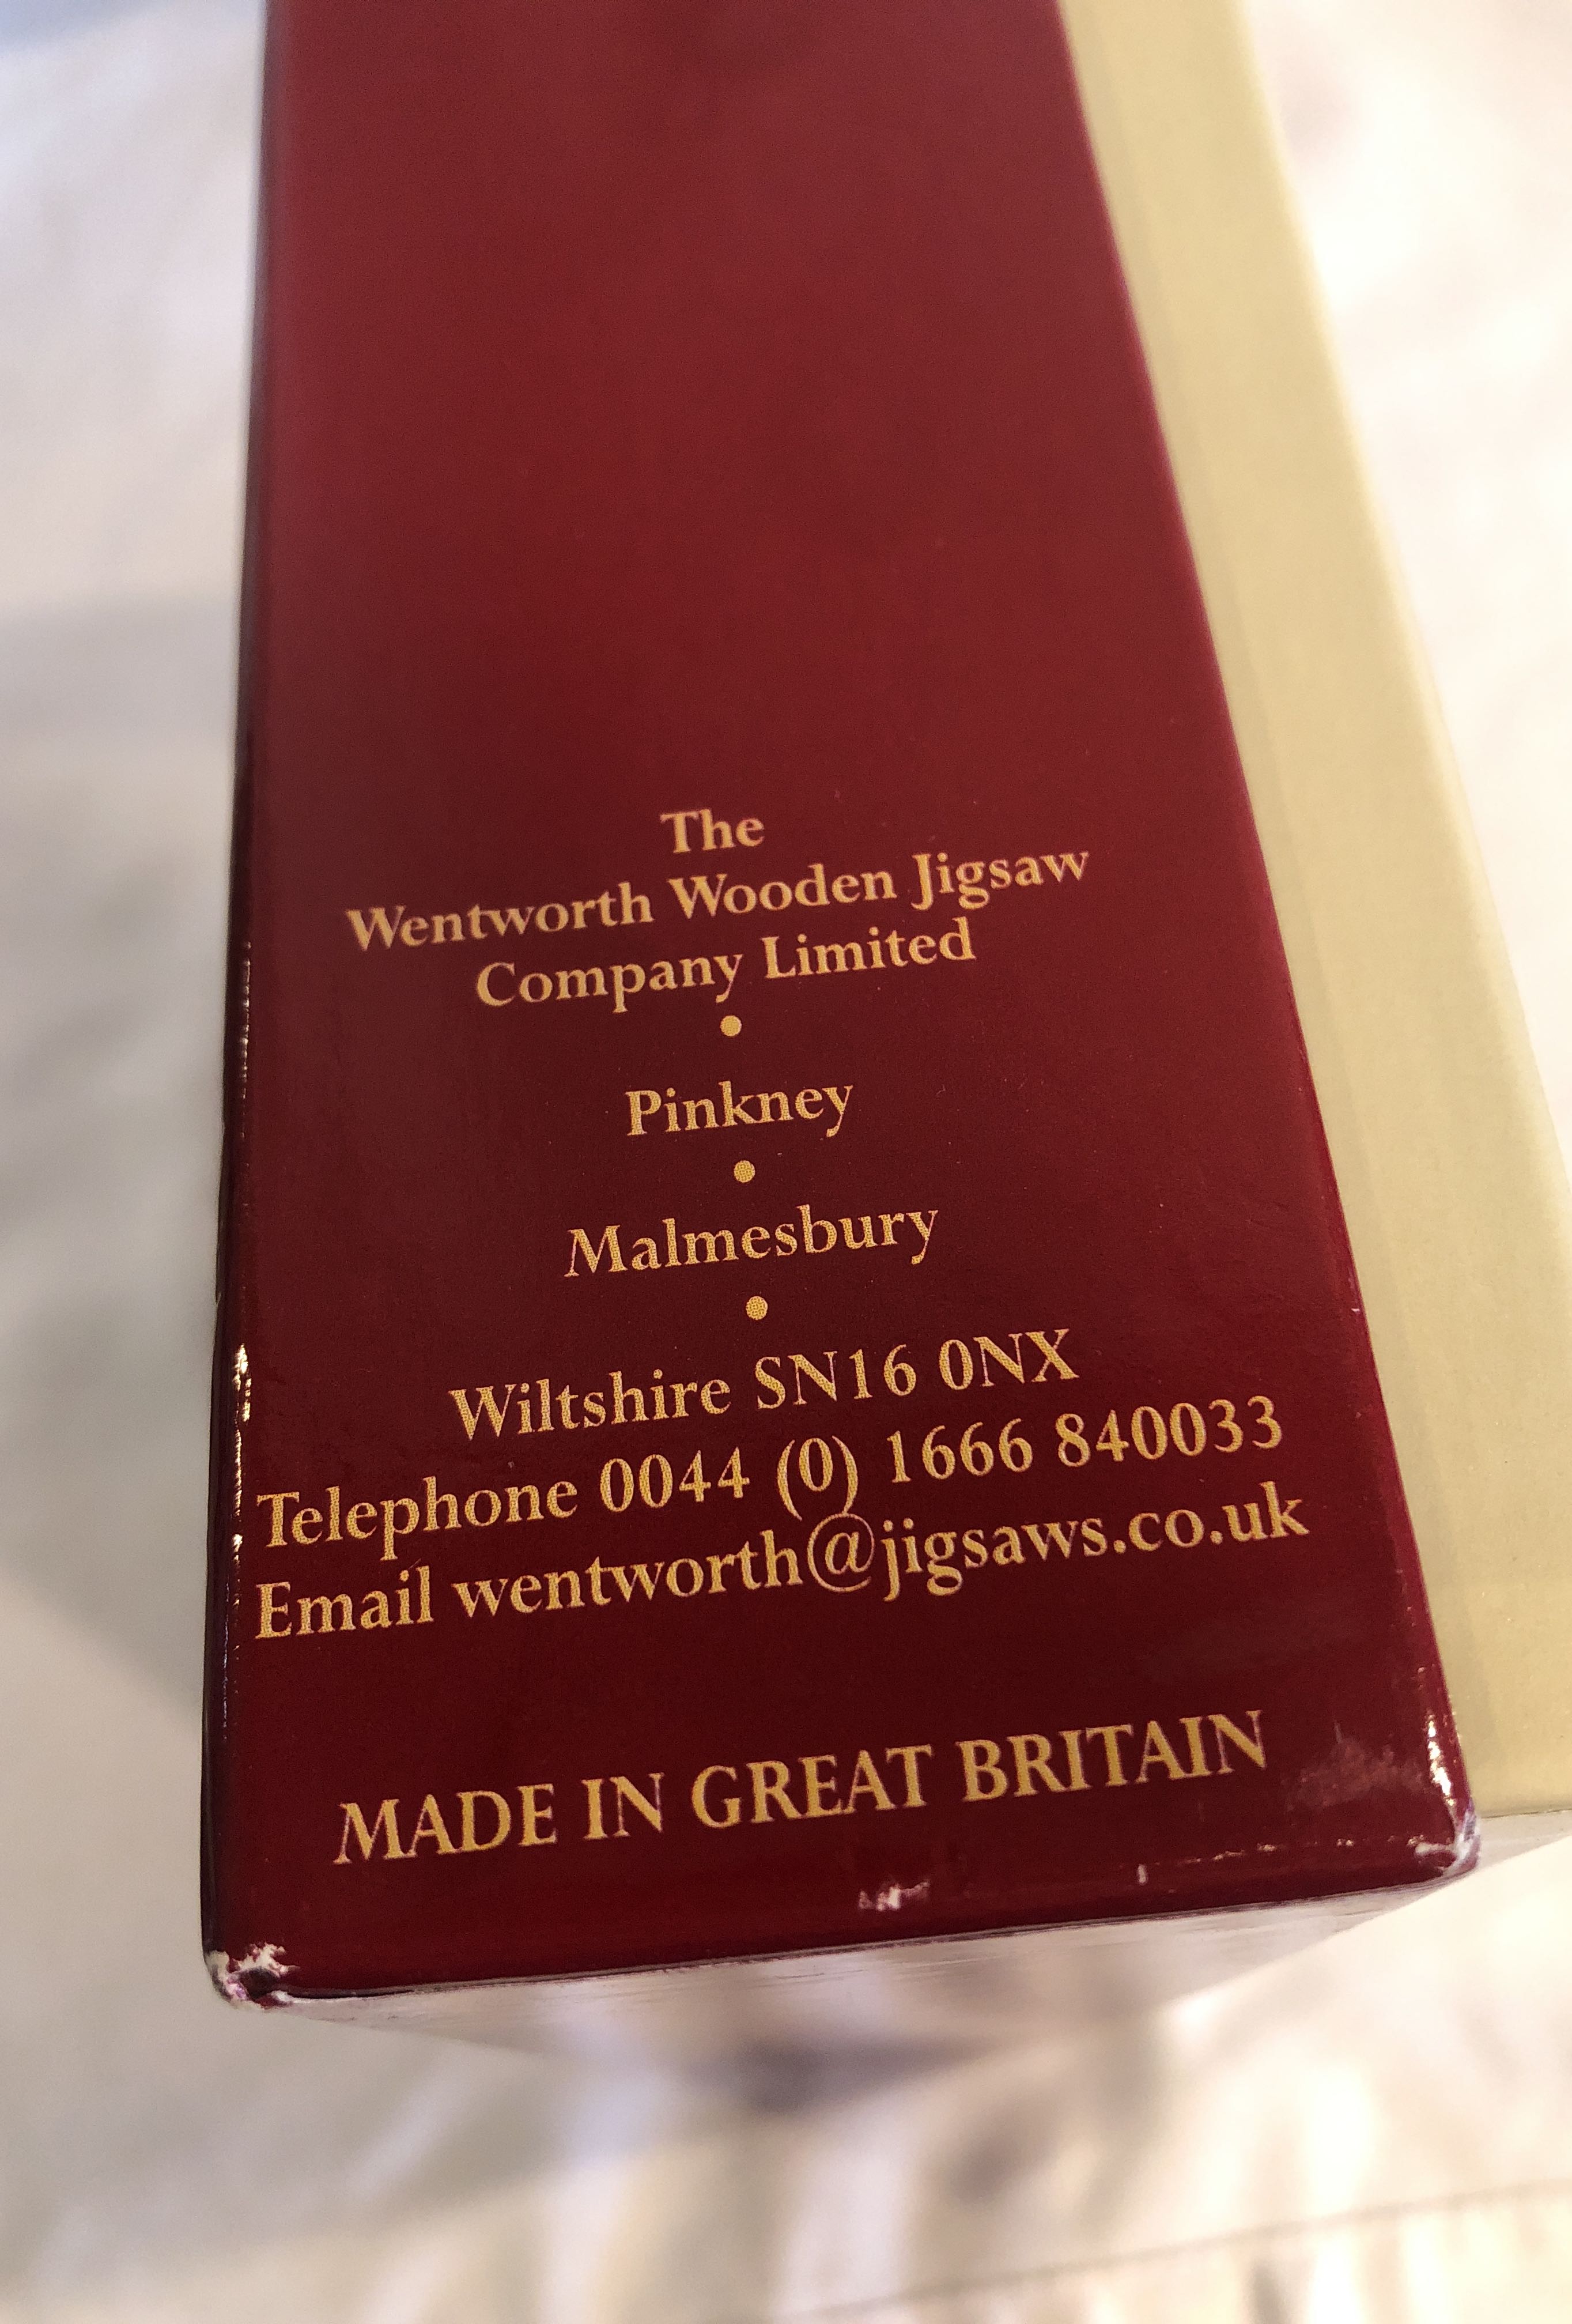 The
Wentworth Wooden Jigsaw
Company Limited
•
Pinkney
•
Malmesbury
•
Wiltshire SN16 0NX
Telephone 0044 (0) 1666 840033
Email wentworth@jigsaws.co.uk
MADE IN GREAT BRITAIN